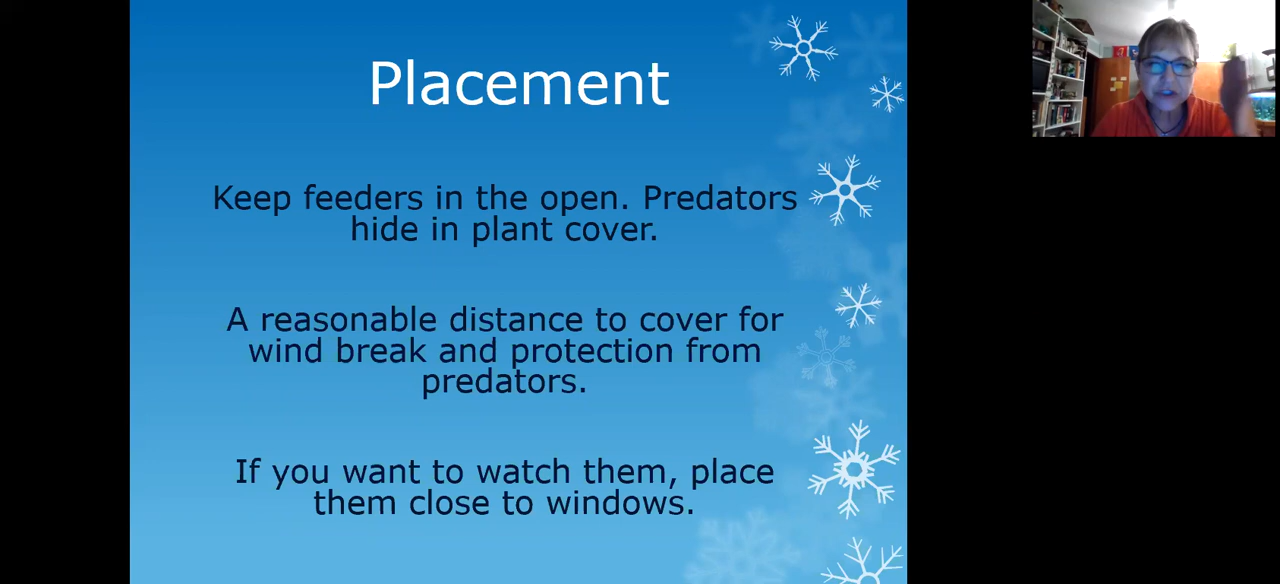 Placement
Keep feeders in the open. Predators
hide in plant cover.
A reasonable distance to cover for
wind break and protection from
predators.
If you want to watch them, place
them close to windows.